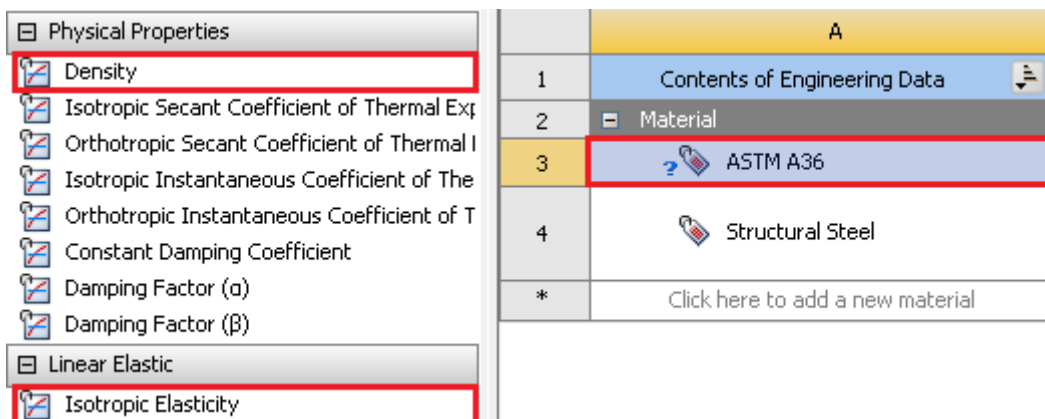 Physical Properties
Density
Isotropic Secant Coefficient of Thermal Exp
Orthotropic Secant Coefficient of Thermal
Isotropic Instantaneous Coefficient of The
Orthotropic Instantaneous Coefficient of T
Constant Damping Coefficient
Damping Factor (α)
Damping Factor (β)
Linear Elastic
Isotropic Elasticity
A
1 Contents of Engineering Data
2 Material
3 ? ASTM A36
4 Structural Steel
* Click here to add a new material